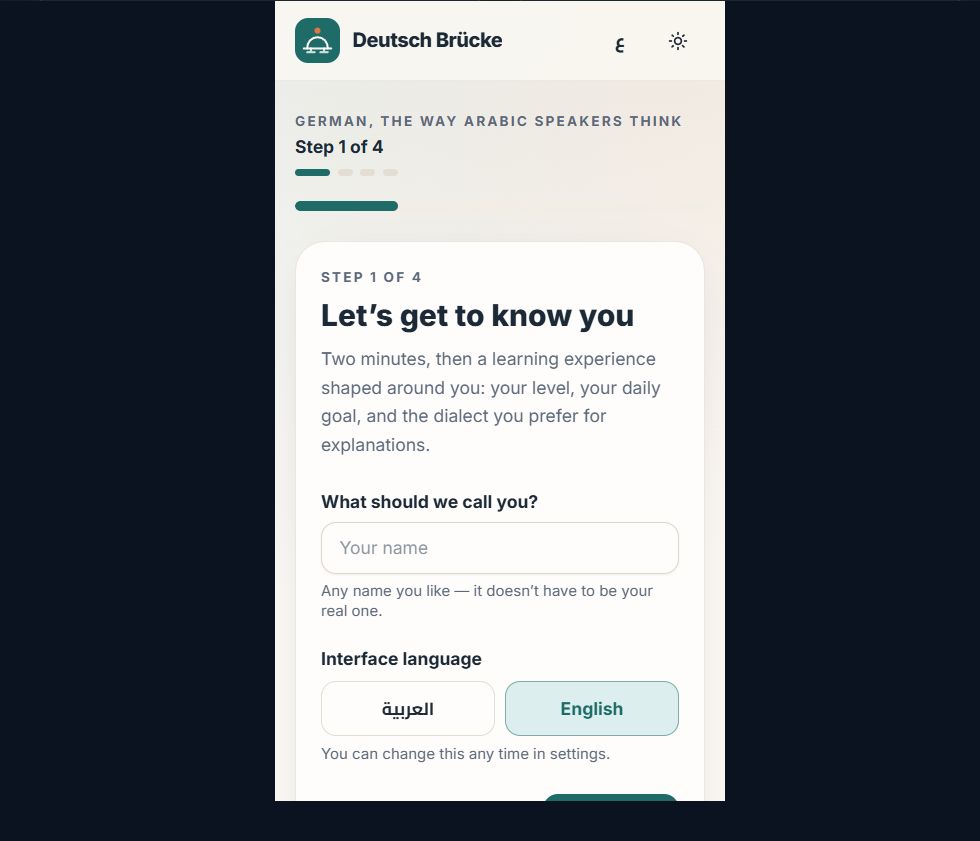 Deutsch Brücke
ع
GERMAN, THE WAY ARABIC SPEAKERS THINK
Step 1 of 4
STEP 1 OF 4
Let’s get to know you
Two minutes, then a learning experience
shaped around you: your level, your daily
goal, and the dialect you prefer for
explanations.
What should we call you?
Your name
Any name you like — it doesn’t have to be your
real one.
Interface language
العربية
English
You can change this any time in settings.